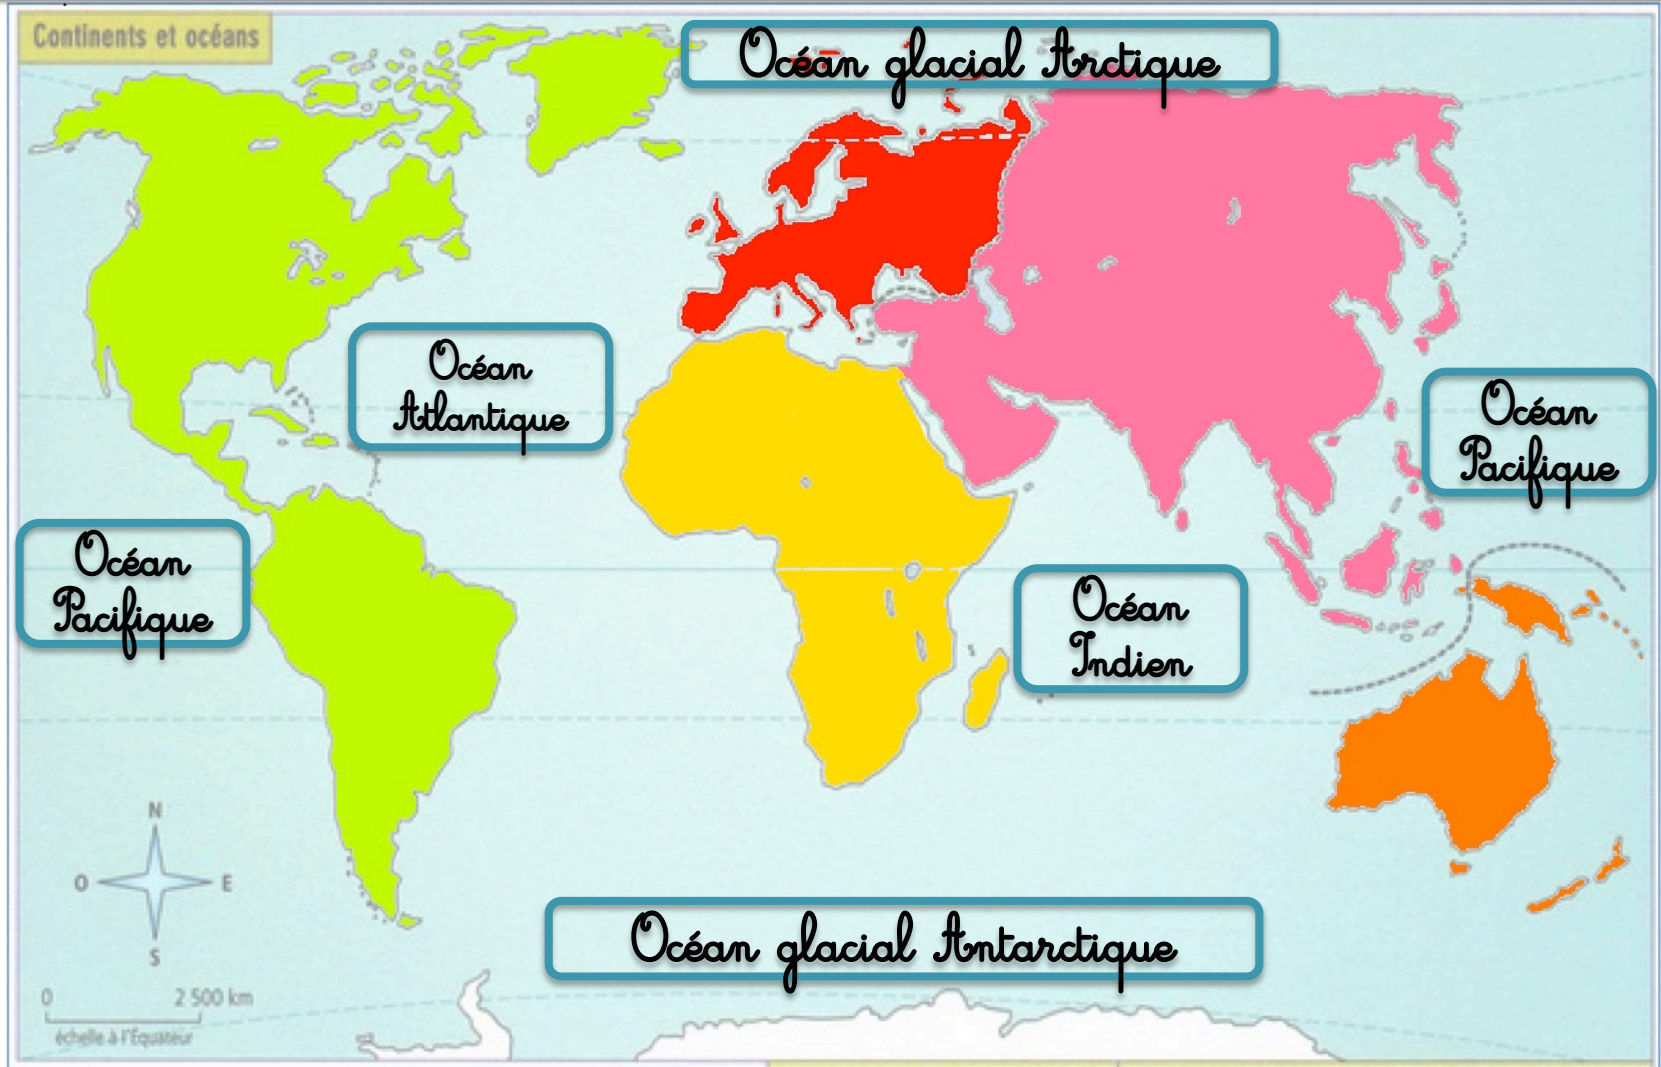 Continents et océans
Océan glacial Arctique
Océan
Atlantique
Océan
Pacifique
Océan
Pacifique
Océan
Indien
N
O
E
S
Océan glacial Antarctique
0
2 500 km
échelle à l'Équateur